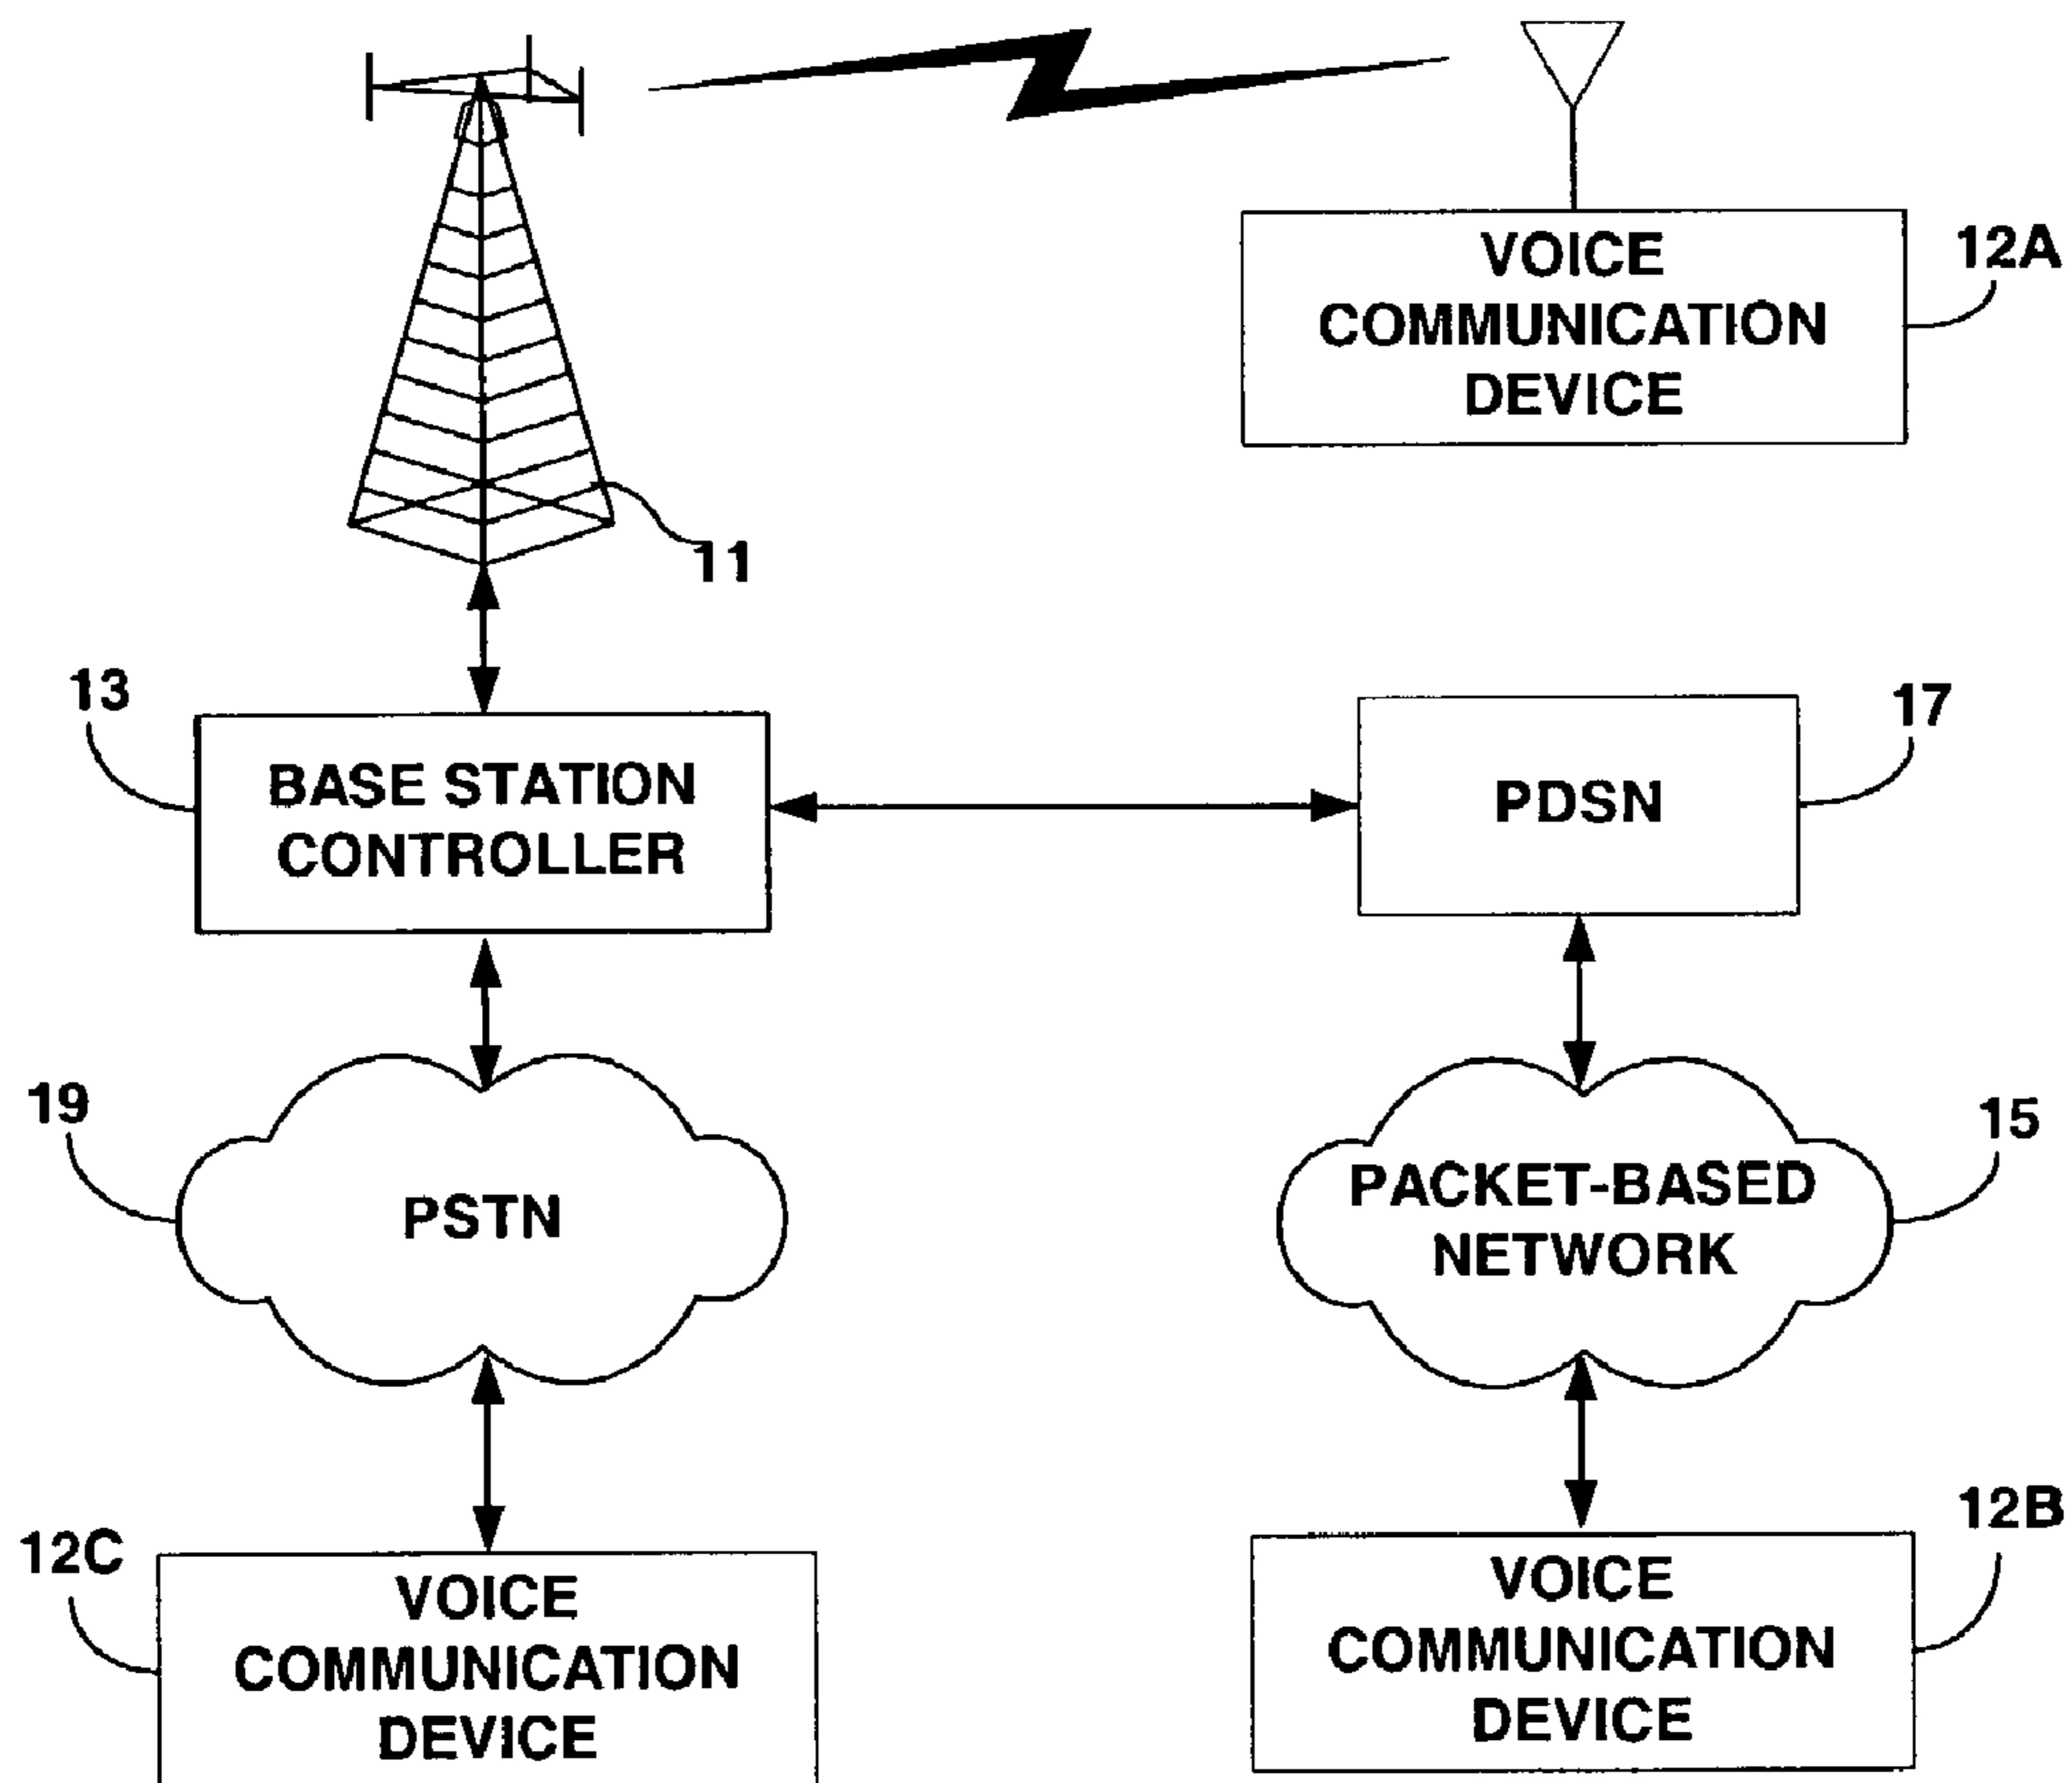 VOICE
COMMUNICATION
DEVICE
12A
11
13
BASE STATION
CONTROLLER
PDSN
17
19
PSTN
PACKET-BASED
NETWORK
15
12C
VOICE
COMMUNICATION
DEVICE
VOICE
COMMUNICATION
DEVICE
12B